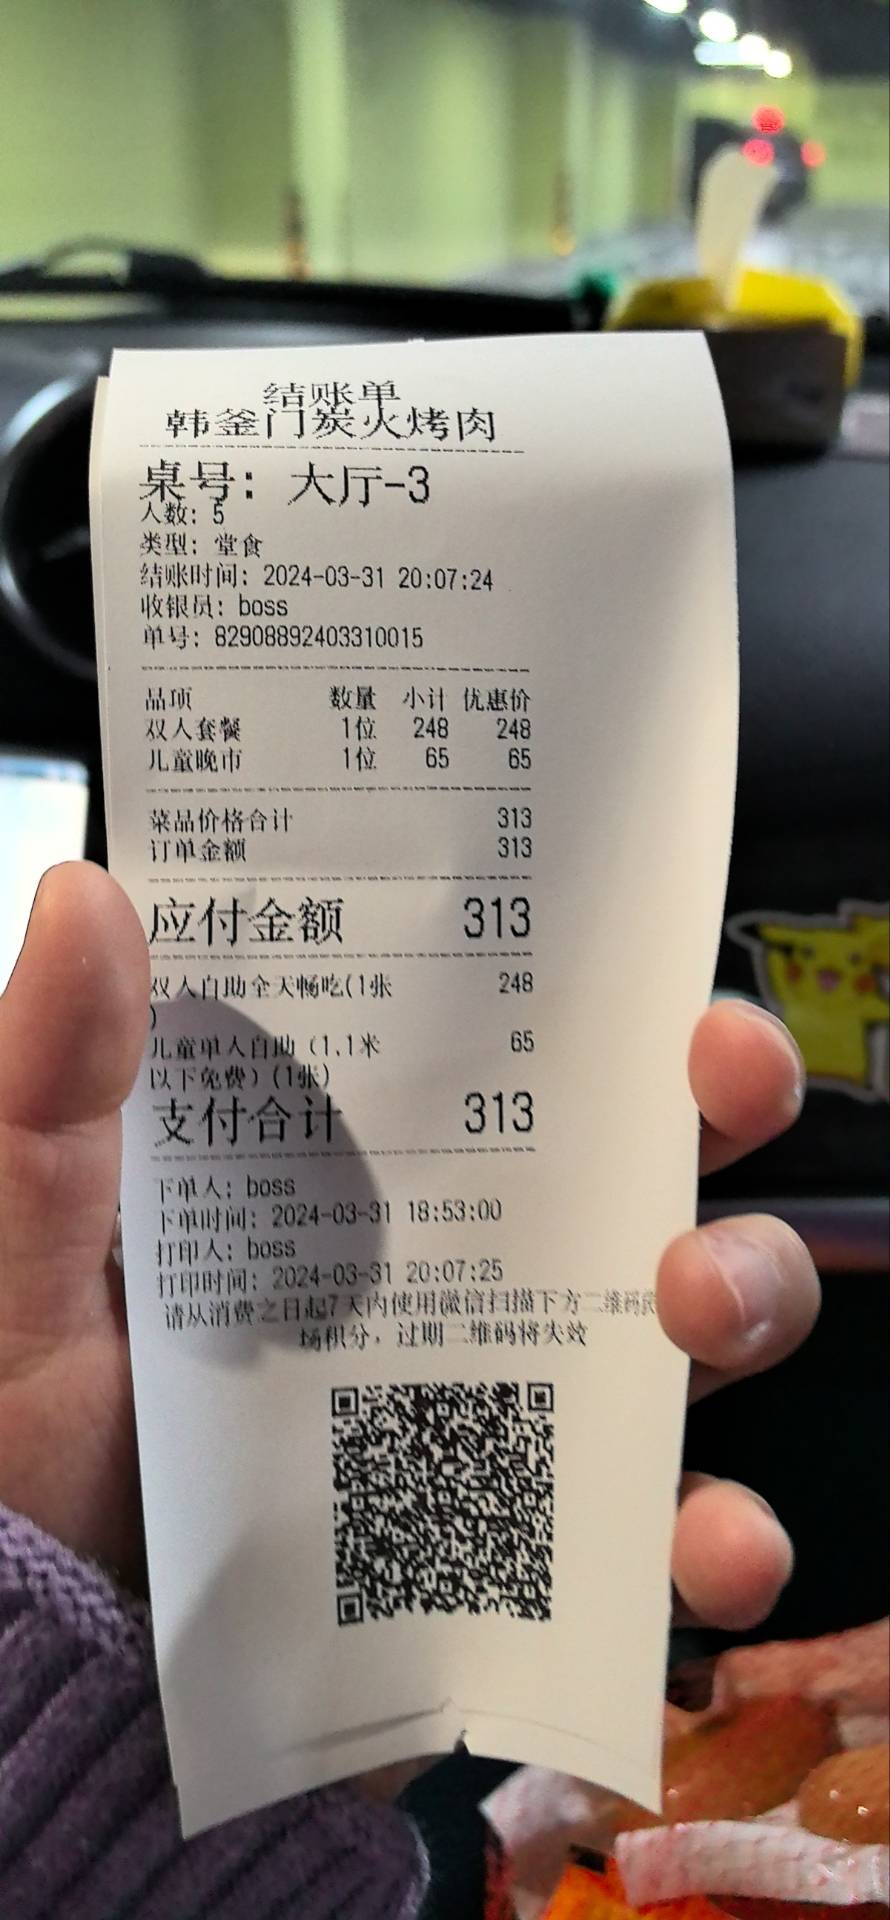 结账单
韩釜门炭火烤肉
桌号: 大厅-3
人数: 5
类型: 堂食
结账时间: 2024-03-31 20:07:24
收银员: boss
单号: 82908892403310015
品项 数量 小计 优惠价
双人套餐 1位 248 248
儿童晚市 1位 65 65
菜品价格合计 313
订单金额 313
应付金额 313
双人自助全天畅吃(1张 248
)
儿童单人自助 (1.1米 65
以下免费) (1张)
支付合计 313
下单人: boss
下单时间: 2024-03-31 18:53:00
打印人: boss
打印时间: 2024-03-31 20:07:25
请从消费之日起7天内使用微信扫描下方二维码
场积分，过期二维码将失效